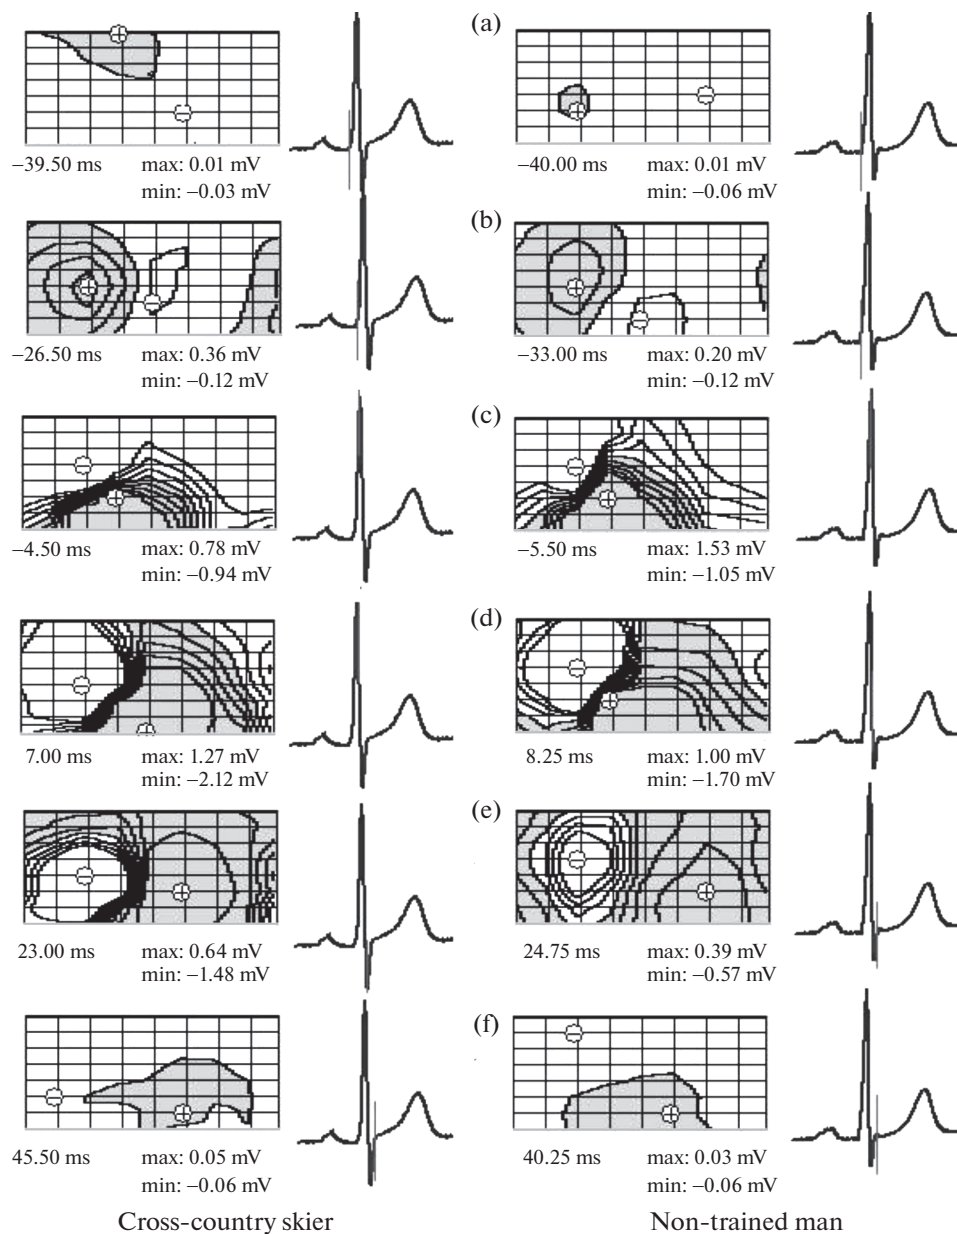 (a)
−39.50 ms max: 0.01 mV
min: −0.03 mV
−40.00 ms max: 0.01 mV
min: −0.06 mV
(b)
−26.50 ms max: 0.36 mV
min: −0.12 mV
−33.00 ms max: 0.20 mV
min: −0.12 mV
(c)
−4.50 ms max: 0.78 mV
min: −0.94 mV
−5.50 ms max: 1.53 mV
min: −1.05 mV
(d)
7.00 ms max: 1.27 mV
min: −2.12 mV
8.25 ms max: 1.00 mV
min: −1.70 mV
(e)
23.00 ms max: 0.64 mV
min: −1.48 mV
24.75 ms max: 0.39 mV
min: −0.57 mV
(f)
45.50 ms max: 0.05 mV
min: −0.06 mV
40.25 ms max: 0.03 mV
min: −0.06 mV
Cross-country skier
Non-trained man